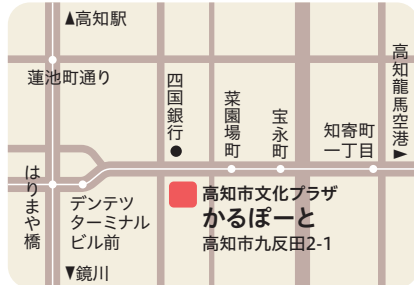 ▲高知駅
蓮池町通り
四国銀行
菜園場町
宝永町
知寄町
一丁目
高知龍馬空港▶
はりまや橋
デンテツ
ターミナル
ビル前
高知市文化プラザ
かるぽーと
高知市九反田2-1
▼鏡川